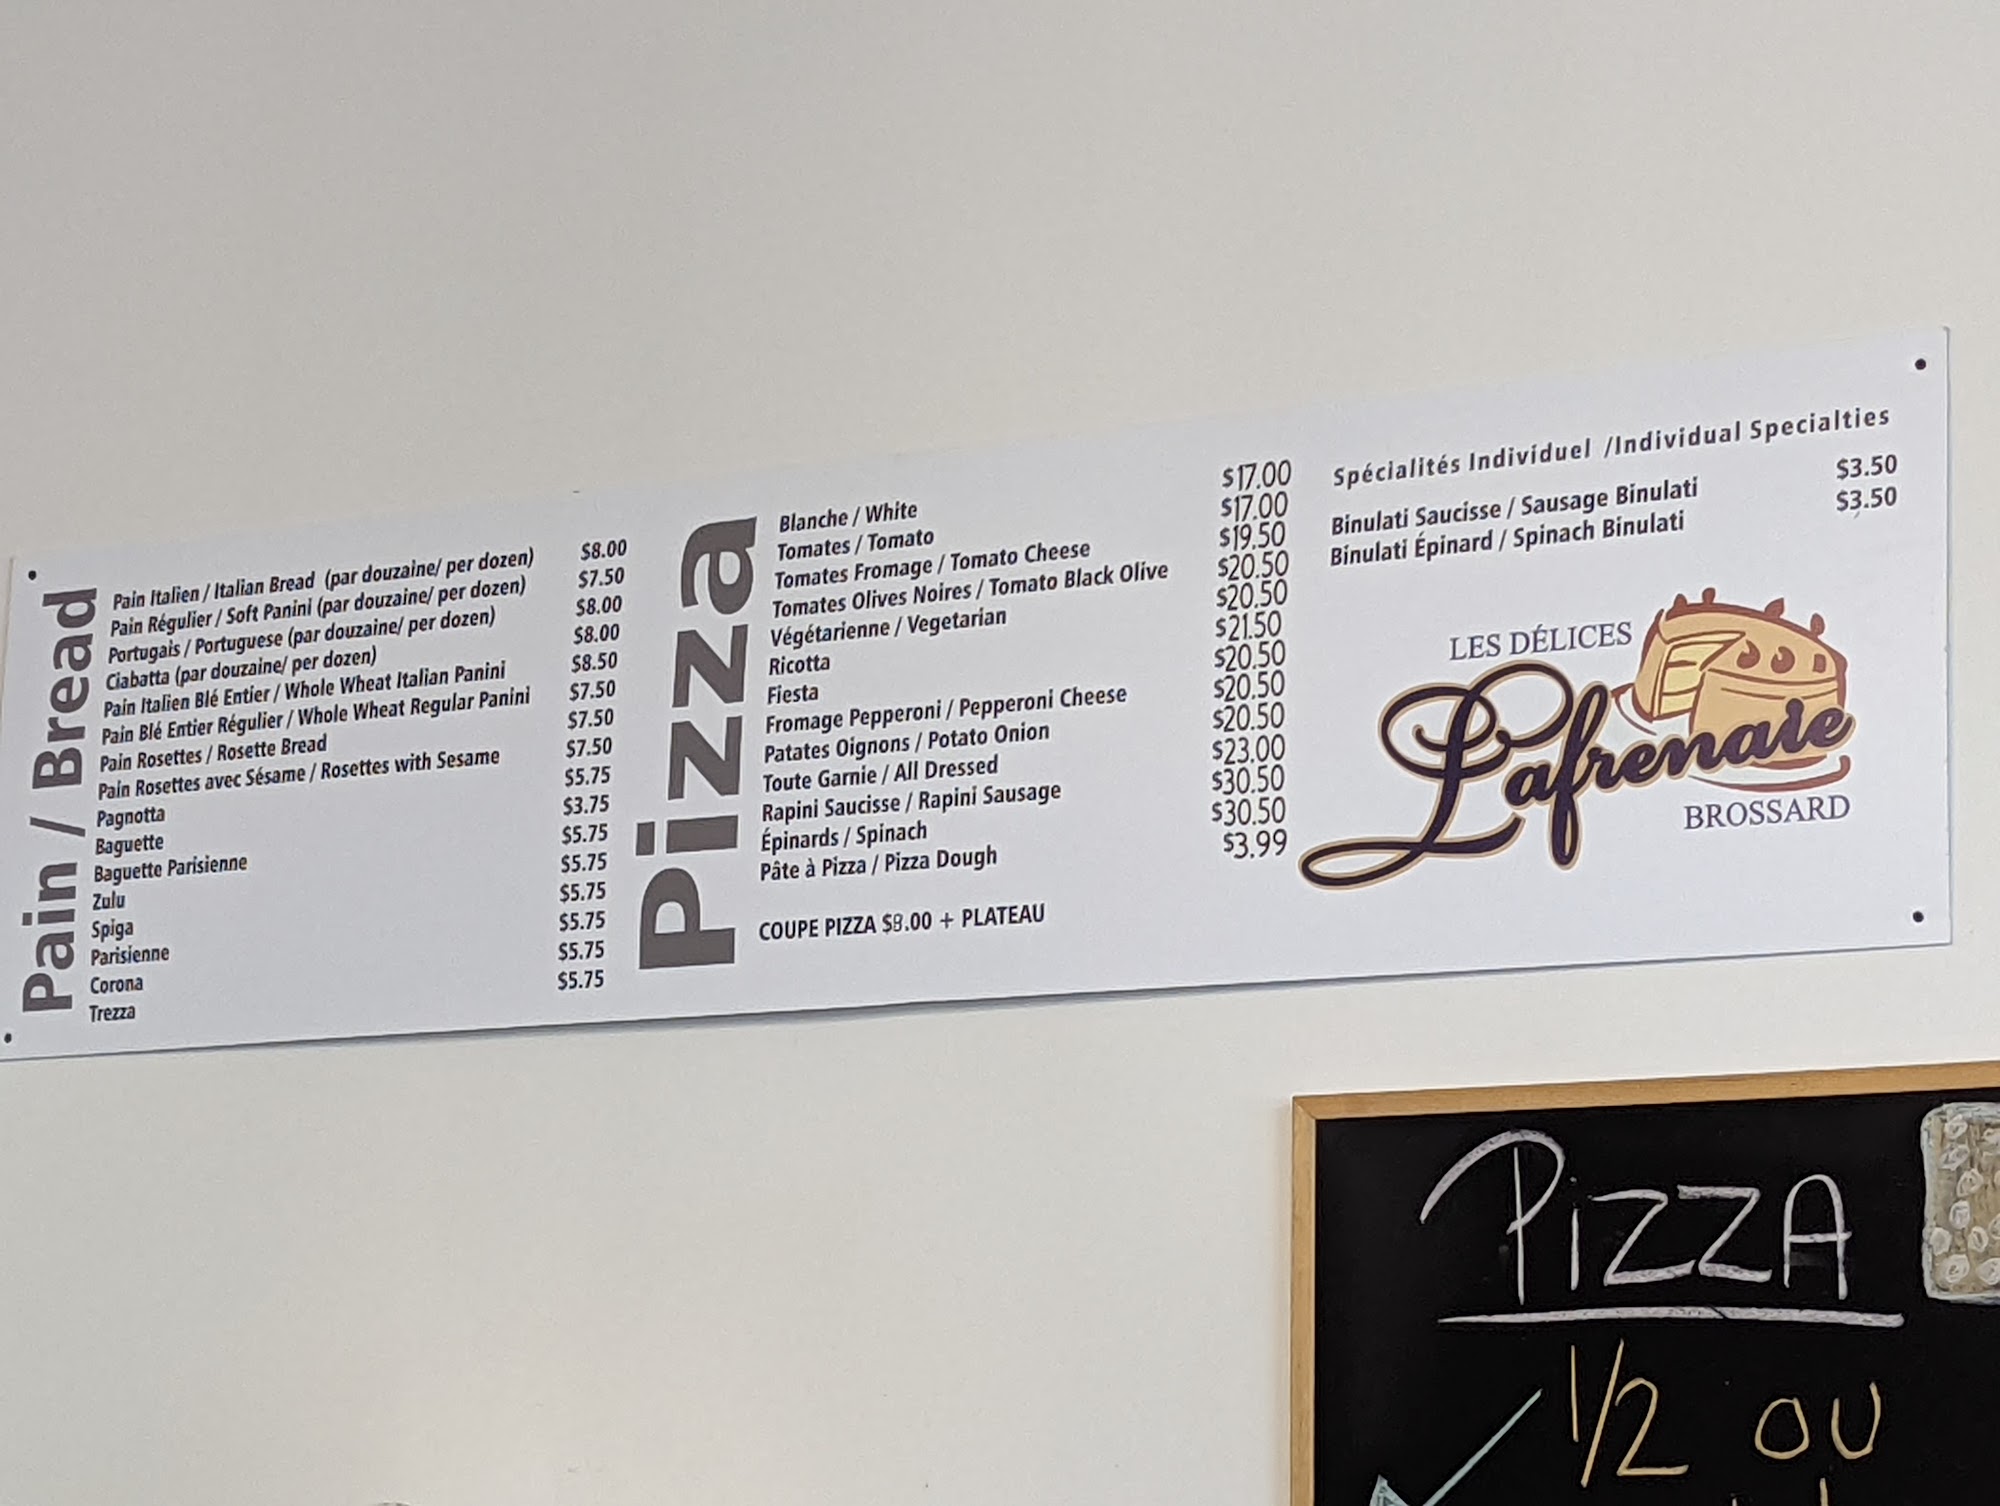 Pain / Bread
Pain Italien / Italian Bread (par douzaine/ per dozen) $8.00
Pain Régulier / Soft Panini (par douzaine/ per dozen) $7.50
Portugais / Portuguese (par douzaine/ per dozen) $8.00
Ciabatta (par douzaine/ per dozen) $8.00
Pain Italien Blé Entier / Whole Wheat Italian Panini $8.50
Pain Blé Entier Régulier / Whole Wheat Regular Panini $7.50
Pain Rosettes / Rosette Bread $7.50
Pain Rosettes avec Sésame / Rosettes with Sesame $7.50
Pagnotta $5.75
Baguette $3.75
Baguette Parisienne $5.75
Zulu $5.75
Spiga $5.75
Parisienne $5.75
Corona $5.75
Trezza $5.75
Pizza
Blanche / White $17.00
Tomates / Tomato $17.00
Tomates Fromage / Tomato Cheese $19.50
Tomates Olives Noires / Tomato Black Olive $20.50
Végétarienne / Vegetarian $20.50
Ricotta $21.50
Fiesta $20.50
Fromage Pepperoni / Pepperoni Cheese $20.50
Patates Oignons / Potato Onion $20.50
Toute Garnie / All Dressed $23.00
Rapini Saucisse / Rapini Sausage $30.50
Épinards / Spinach $30.50
Pâte à Pizza / Pizza Dough $3.99
COUPE PIZZA $8.00 + PLATEAU
Spécialités Individuel /Individual Specialties
Binulati Saucisse / Sausage Binulati $3.50
Binulati Épinard / Spinach Binulati $3.50
LES DÉLICES
Lafrenaie
BROSSARD
PIZZA
1/2 OU